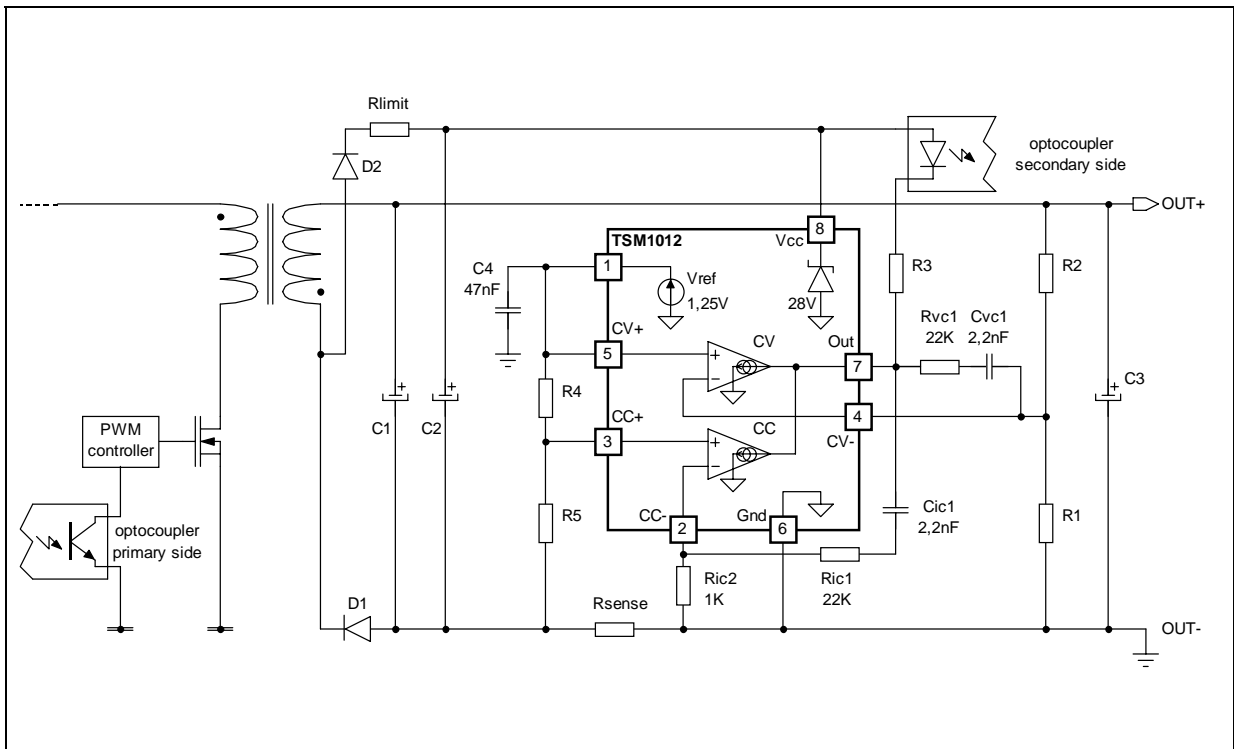 Rlimit
D2
optocoupler
secondary side
OUT+
TSM1012
Vcc
8
1
Vref
1,25V
28V
C4
47nF
R3
R2
Rvc1
22K
Cvc1
2,2nF
CV+
5
CV
Out
7
C3
+
-
R4
4
CV-
CC+
3
CC
+
-
C1
+
C2
+
+
PWM
controller
R5
CC-
2
Gnd
6
Cic1
2,2nF
R1
optocoupler
primary side
Ric2
1K
Ric1
22K
D1
Rsense
OUT-